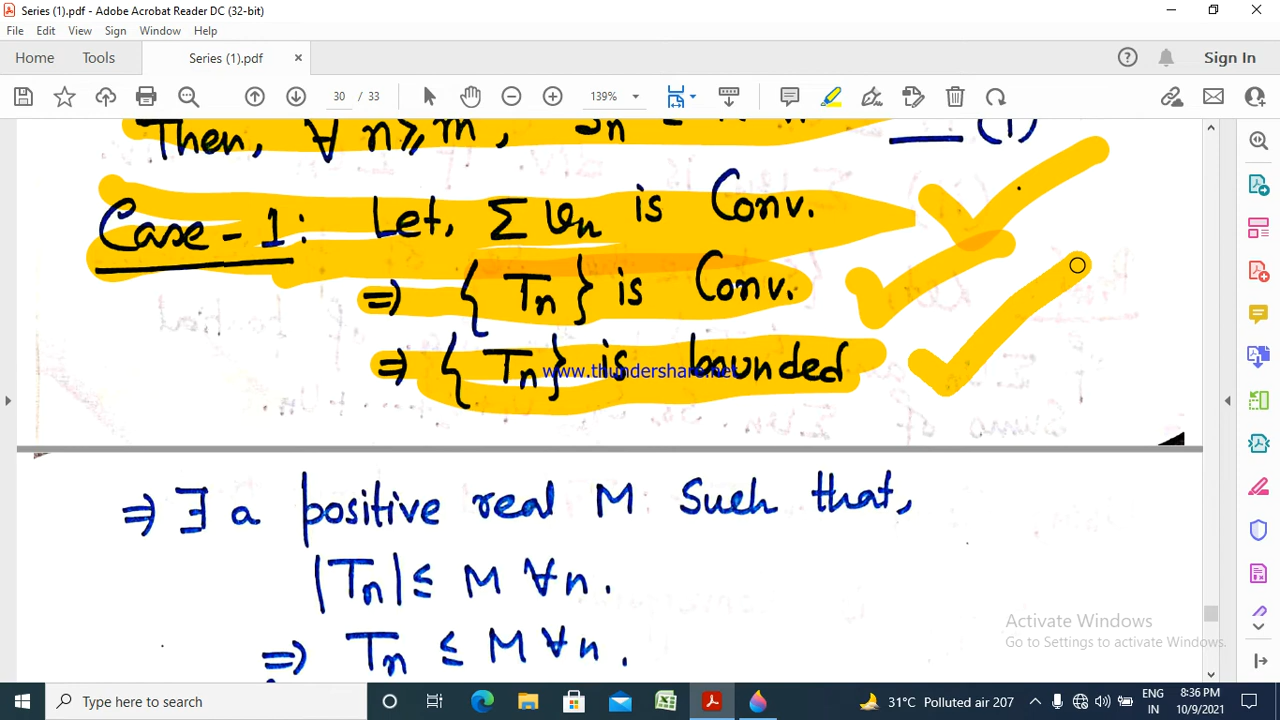 Series (1).pdf - Adobe Acrobat Reader DC (32-bit)
File Edit View Sign Window Help
Home Tools Series (1).pdf × Sign In
30 / 33 139%
Then, ∀ n ≥ m, (1)
Case - 1: Let, Σ vn is Conv.
⇒ { Tn } is Conv.
⇒ { Tn } is bounded
www.thundershare.net
⇒ ∃ a positive real M Such that,
|Tn| ≤ M ∀ n.
⇒ Tn ≤ M ∀ n.
Activate Windows
Go to Settings to activate Windows.
Type here to search
31°C Polluted air 207
ENG
IN
8:36 PM
10/9/2021